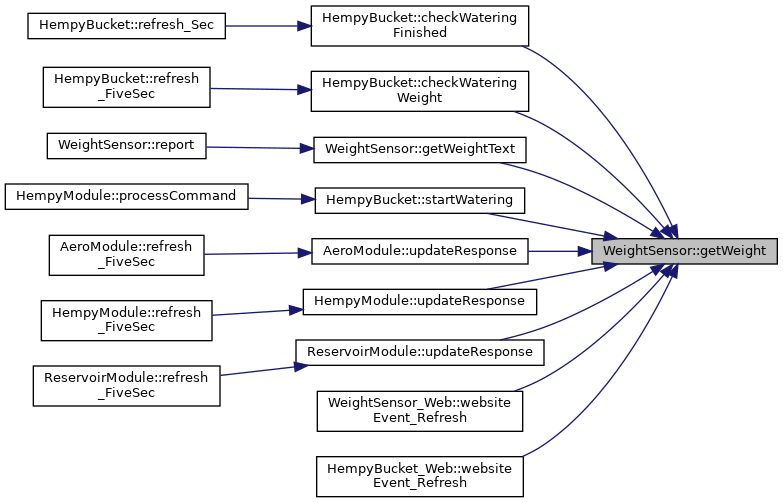 HempyBucket::refresh_Sec
HempyBucket::checkWatering
Finished
HempyBucket::refresh
_FiveSec
HempyBucket::checkWatering
Weight
WeightSensor::report
WeightSensor::getWeightText
HempyModule::processCommand
HempyBucket::startWatering
AeroModule::refresh
_FiveSec
AeroModule::updateResponse
WeightSensor::getWeight
HempyModule::refresh
_FiveSec
HempyModule::updateResponse
ReservoirModule::refresh
_FiveSec
ReservoirModule::updateResponse
WeightSensor_Web::website
Event_Refresh
HempyBucket_Web::website
Event_Refresh